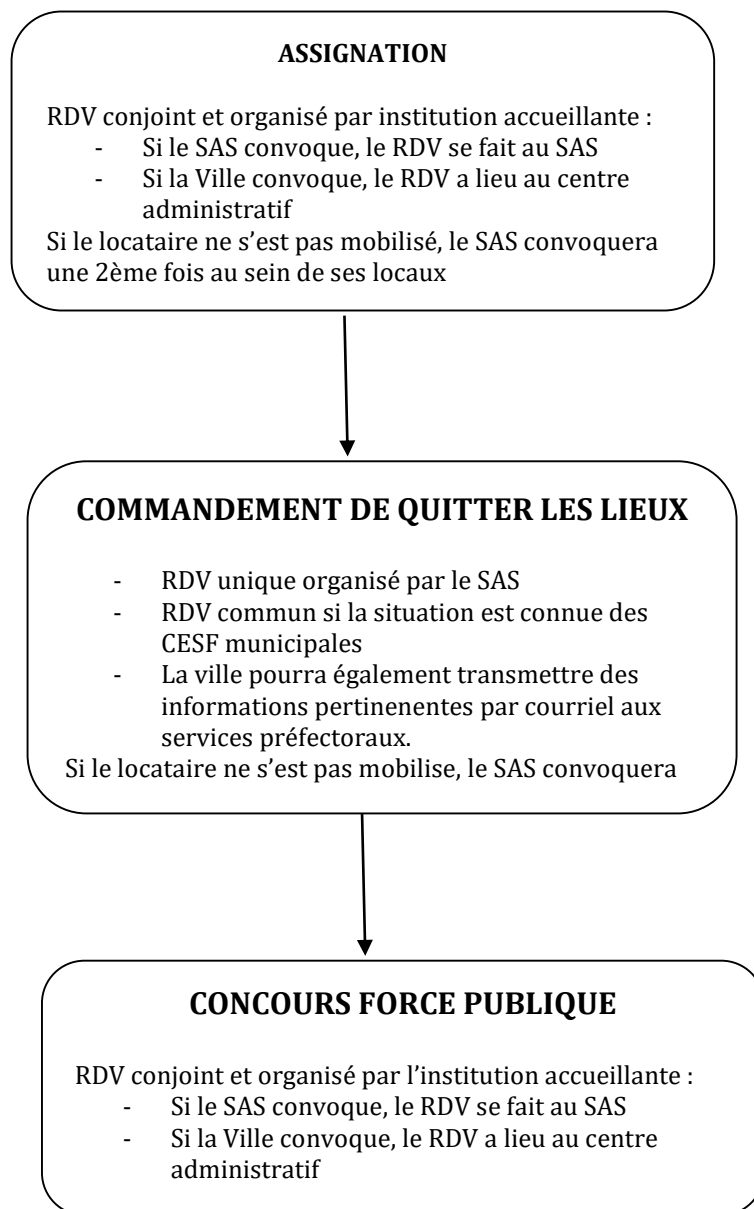 ASSIGNATION
RDV conjoint et organisé par institution accueillante :
- Si le SAS convoque, le RDV se fait au SAS
- Si la Ville convoque, le RDV a lieu au centre
administratif
Si le locataire ne s’est pas mobilisé, le SAS convoquera
une 2ème fois au sein de ses locaux
COMMANDEMENT DE QUITTER LES LIEUX
- RDV unique organisé par le SAS
- RDV commun si la situation est connue des
CESF municipales
- La ville pourra également transmettre des
informations pertinenentes par courriel aux
services préfectoraux.
Si le locataire ne s’est pas mobilise, le SAS convoquera
CONCOURS FORCE PUBLIQUE
RDV conjoint et organisé par l’institution accueillante :
- Si le SAS convoque, le RDV se fait au SAS
- Si la Ville convoque, le RDV a lieu au centre
administratif